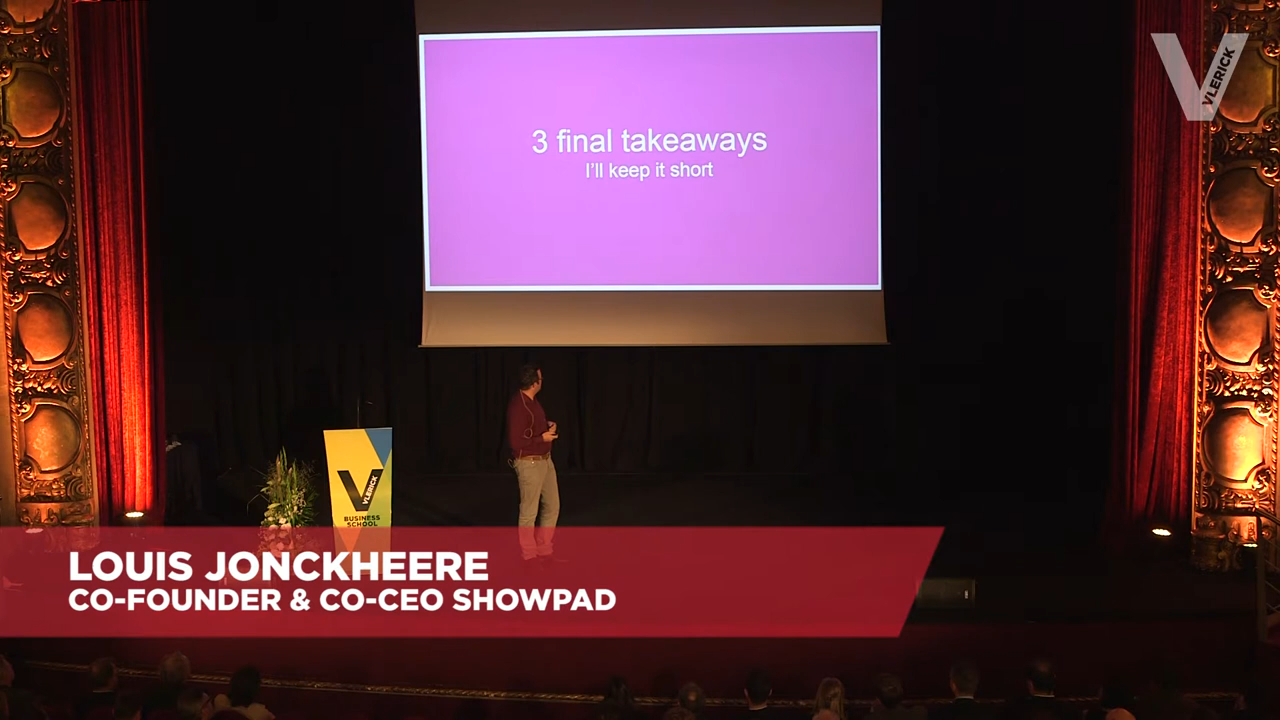 3 final takeaways
I'll keep it short
VLERICK
VLERICK
BUSINESS
SCHOOL
LOUIS JONCKHEERE
CO-FOUNDER & CO-CEO SHOWPAD